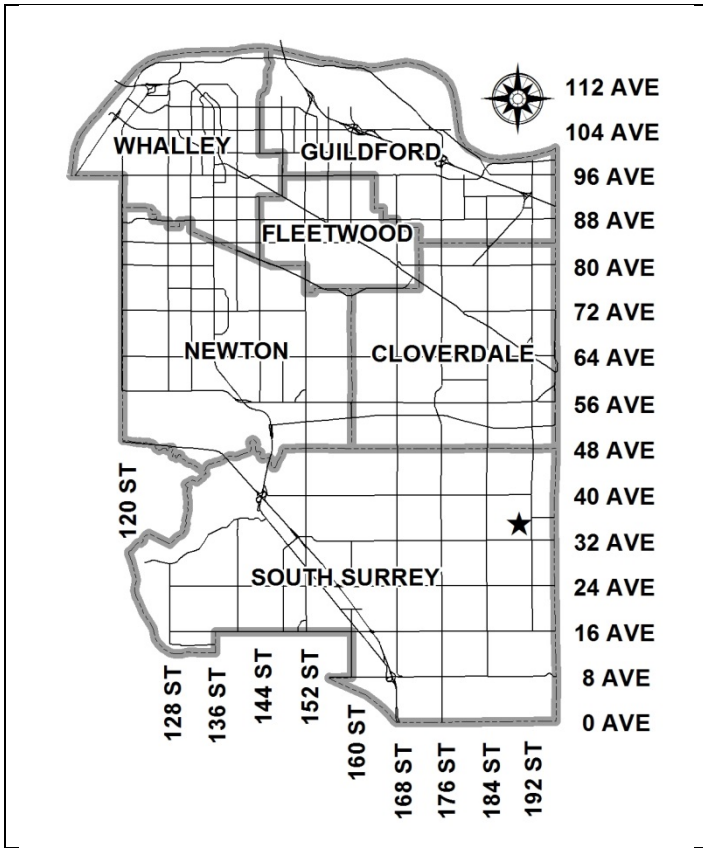 112 AVE
104 AVE
WHALLEY
GUILDFORD
96 AVE
88 AVE
FLEETWOOD
80 AVE
72 AVE
NEWTON
CLOVERDALE
64 AVE
56 AVE
48 AVE
120 ST
40 AVE
32 AVE
SOUTH SURREY
24 AVE
16 AVE
8 AVE
128 ST
136 ST
144 ST
152 ST
160 ST
0 AVE
168 ST
176 ST
184 ST
192 ST